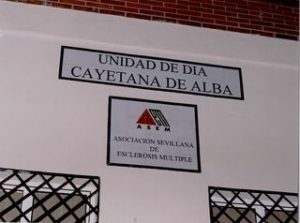 UNIDAD DE DIA
CAYETANA DE ALBA
ASEM
ASOCIACION SEVILLANA
DE
ESCLEROSIS MULTIPLE